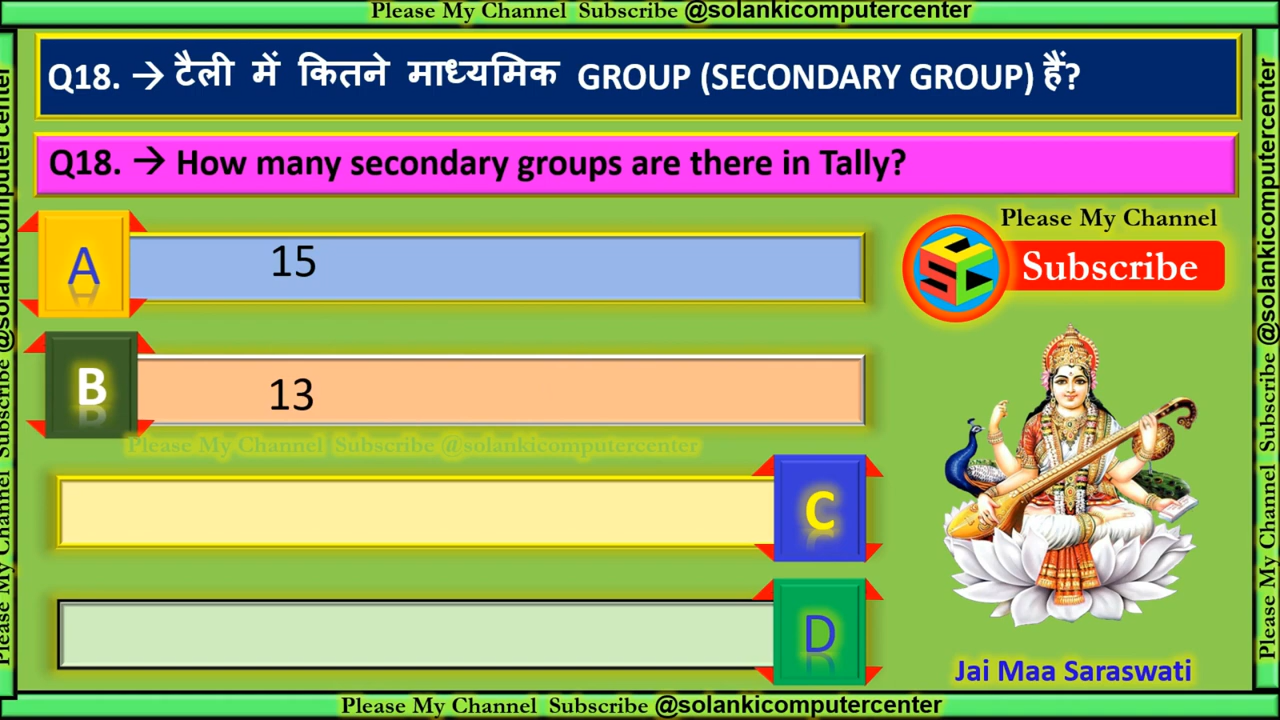 Please My Channel Subscribe @solankicomputercenter
Q18. → टैली में कितने माध्यमिक GROUP (SECONDARY GROUP) हैं?
Q18. → How many secondary groups are there in Tally?
Please My Channel
Subscribe
A
15
B
13
Please My Channel Subscribe @solankicomputercenter
C
D
Jai Maa Saraswati
Please My Channel Subscribe @solankicomputercenter
Please My Channel Subscribe @solankicomputercenter
Please My Channel Subscribe @solankicomputercenter
CSC